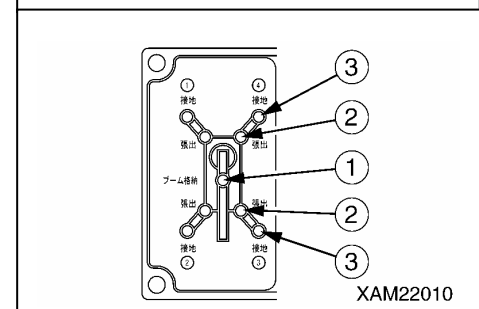 ① ④
接地 接地
③
張出 張出
②
ブーム格納
①
張出 張出
②
接地 接地
② ③
③
XAM22010